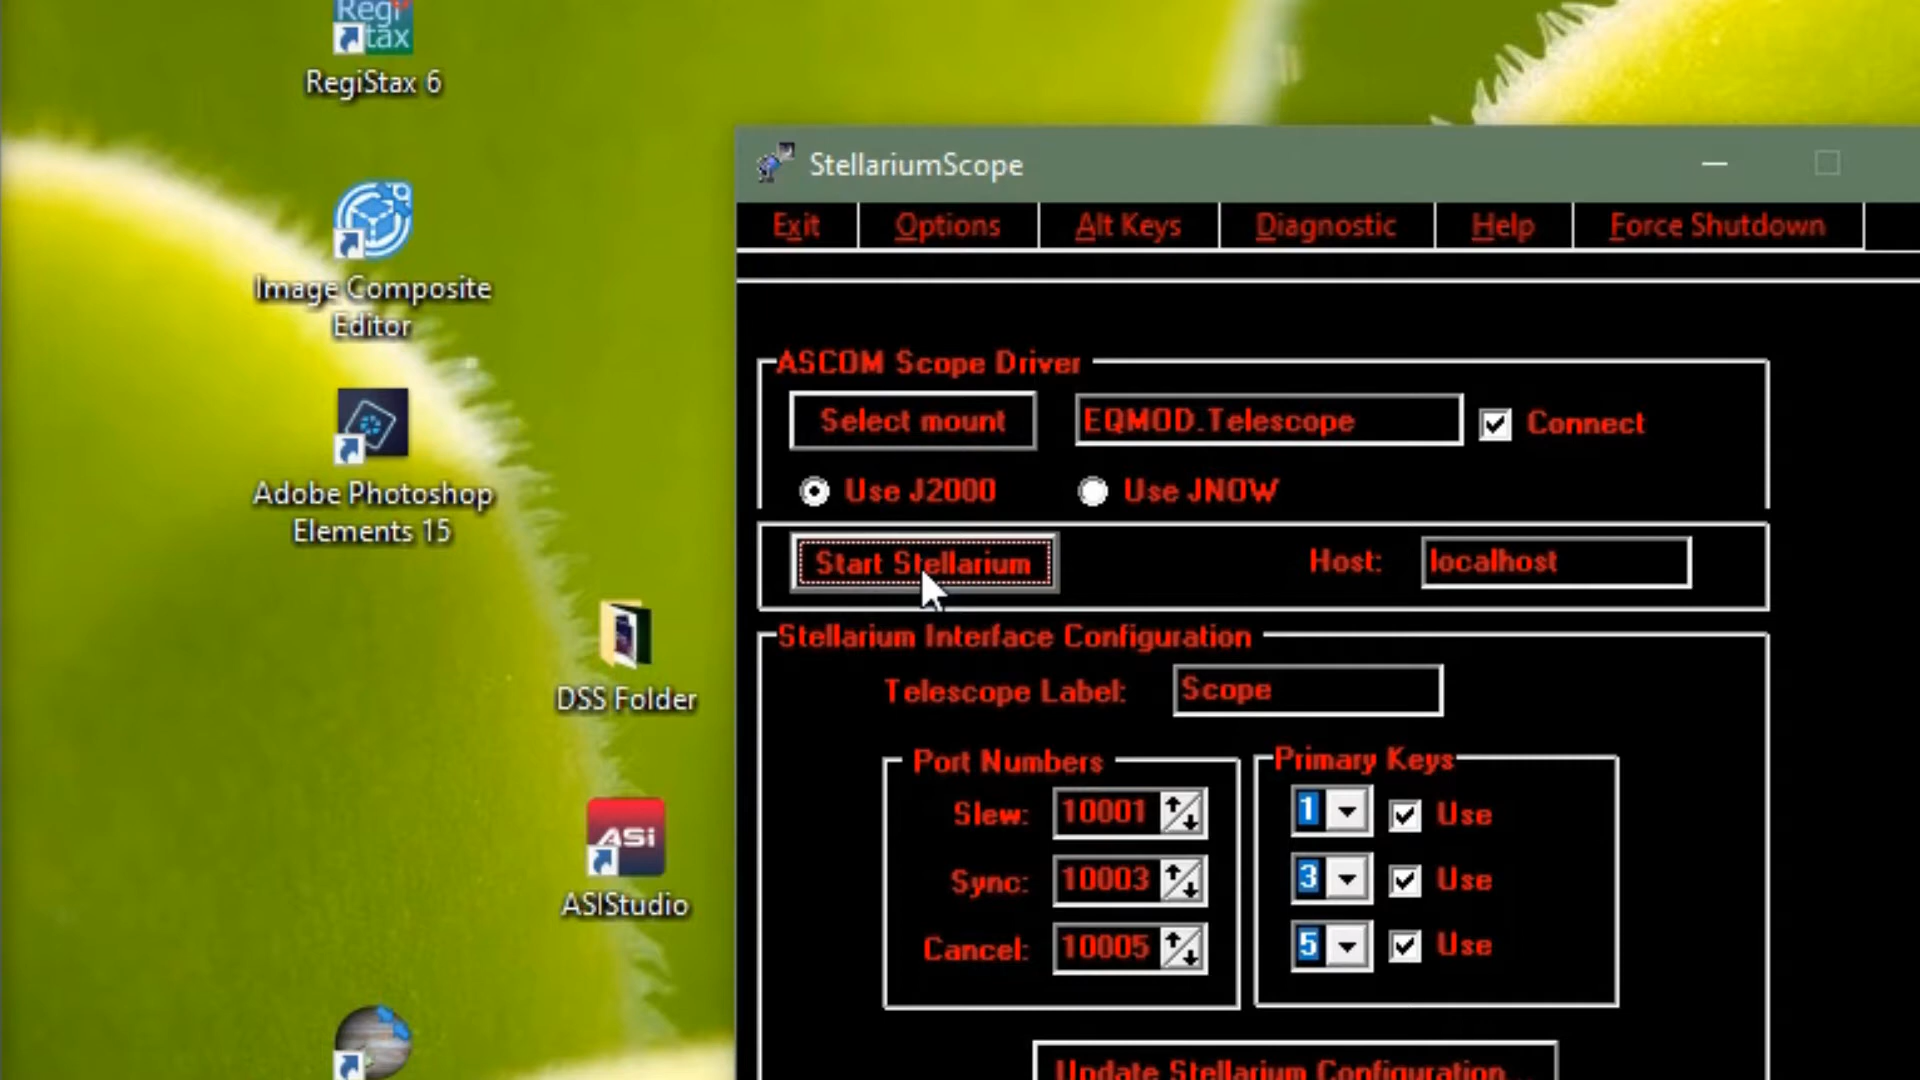 Regi
tax
RegiStax 6
Image Composite
Editor
Adobe Photoshop
Elements 15
DSS Folder
ASi
ASIStudio
StellariumScope
Exit Options Alt Keys Diagnostic Help Force Shutdown
ASCOM Scope Driver
Select mount EQMOD.Telescope Connect
Use J2000 Use JNOW
Start Stellarium Host: localhost
Stellarium Interface Configuration
Telescope Label: Scope
Port Numbers Primary Keys
Slew: 10001 1 Use
Sync: 10003 3 Use
Cancel: 10005 5 Use
Update Stellarium Configuration...